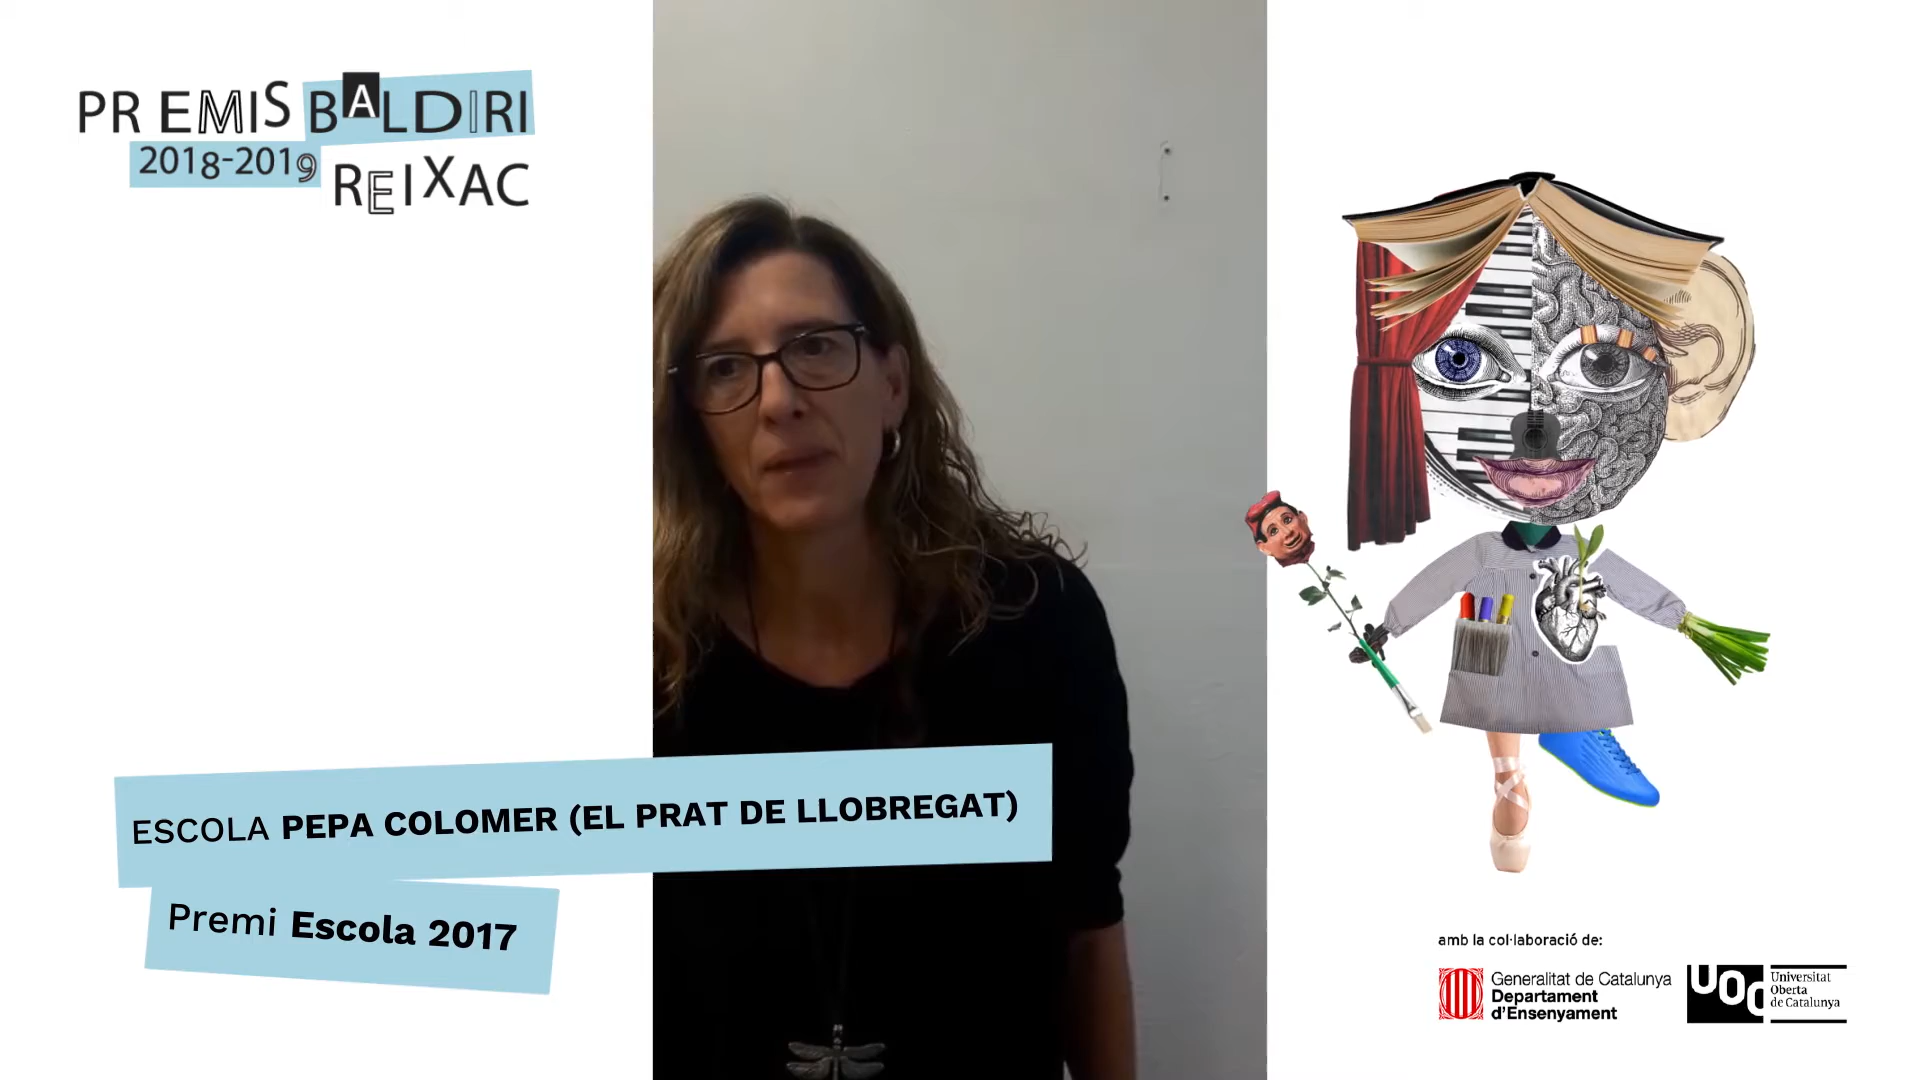 PREMIS BALDIRI
2018-2019 REIXAC
ESCOLA PEPA COLOMER (EL PRAT DE LLOBREGAT)
Premi Escola 2017
amb la col·laboració de:
Generalitat de Catalunya
Departament
d'Ensenyament
UOC
Universitat
Oberta
de Catalunya